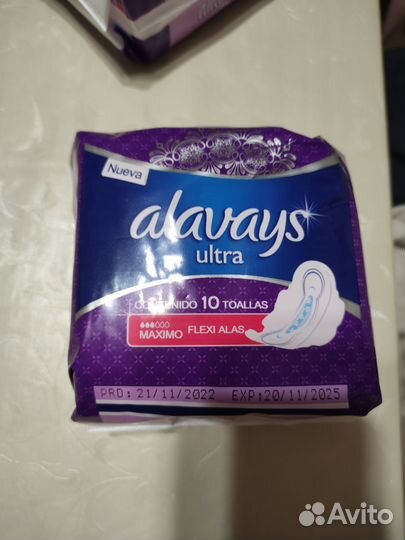 Nueva
alavays
ultra
CONTENIDO 10 TOALLAS
MAXIMO FLEXI ALAS
PRD: 21/11/2022 EXP:20/11/2025
Avito